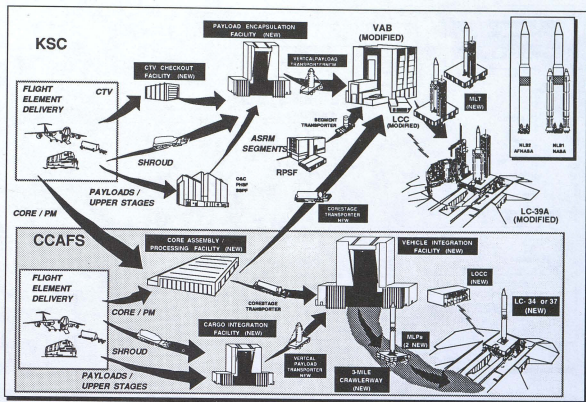 KSC
PAYLOAD ENCAPSULATION
FACILITY (NEW)
VAB
(MODIFIED)
CTV CHECKOUT
FACILITY (NEW)
VERTICAL PAYLOAD
TRANSPORTER NEW
FLIGHT
ELEMENT
DELIVERY
CTV
LCC
(MODIFIED)
MLT
(NEW)
NLS2
AF/NASA
NLS1
NASA
SEGMENT
TRANSPORTER
ASRM
SEGMENTS
RPSF
SHROUD
O&C
PHSF
SSPF
PAYLOADS /
UPPER STAGES
CORESTAGE
TRANSPORTER
NEW
LC-39A
(MODIFIED)
CORE / PM
CCAFS
CORE ASSEMBLY /
PROCESSING FACILITY (NEW)
VEHICLE INTEGRATION
FACILITY (NEW)
FLIGHT
ELEMENT
DELIVERY
CORE / PM
CORESTAGE
TRANSPORTER
LOCC
(NEW)
LC- 34 or 37
(NEW)
SHROUD
CARGO INTEGRATION
FACILITY (NEW)
MLPs
(2 NEW)
VERTICAL
PAYLOAD
TRANSPORTER
NEW
3-MILE
CRAWLERWAY
(NEW)
PAYLOADS /
UPPER STAGES